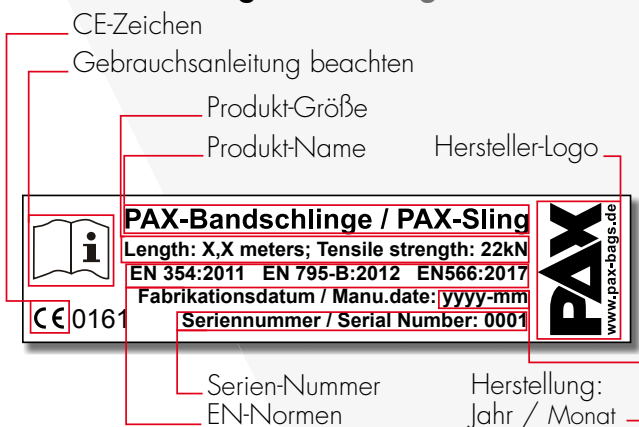 CE-Zeichen
Gebrauchsanleitung beachten
Produkt-Größe
Produkt-Name
Hersteller-Logo
PAX-Bandschlinge / PAX-Sling
Length: X,X meters; Tensile strength: 22kN
EN 354:2011 EN 795-B:2012 EN566:2017
Fabrikationsdatum / Manu.date: yyyy-mm
Seriennummer / Serial Number: 0001
i
CE 0161
PAX
www.pax-bags.de
Serien-Nummer
EN-Normen
Herstellung:
Jahr / Monat